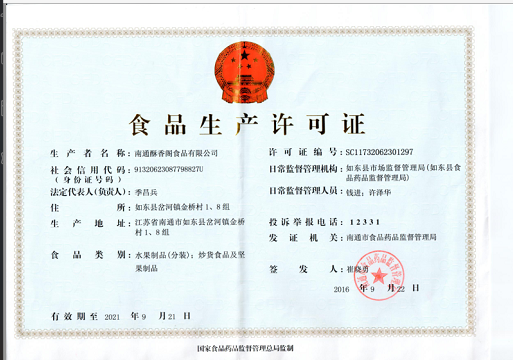 食品生产许可证
生产者名称：南通酥香阁食品有限公司
社会信用代码：91320623087798827U
（身份证号码）
法定代表人(负责人)：季昌兵
住所：如东县岔河镇金桥村1、8组
生产地址：江苏省南通市如东县岔河镇金桥
村1、8组
食品类别：水果制品(分装)；炒货食品及坚
果制品
有效期至 2021 年 9 月 21 日
许可证编号：SC11732062301297
日常监督管理机构：如东县市场监督管理局(如东县食
品药品监督管理局)
日常监督管理人员：钱进；许泽华
投诉举报电话：12331
发证机关：南通市食品药品监督管理局
签发人：崔晓勇
2016 年 9 月 22 日
国家食品药品监督管理总局监制